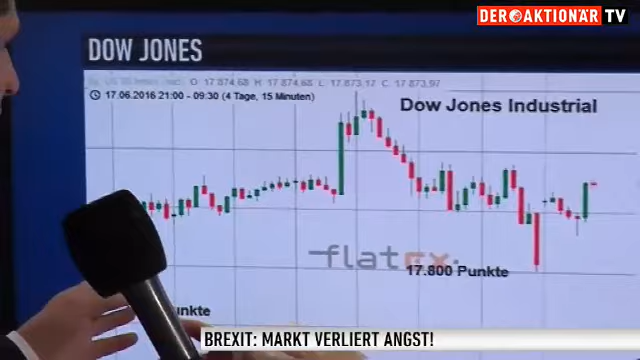 DER AKTIONÄR TV
DOW JONES
O: 17 874,68 H: 17 874,68 L: 17 873,17 C: 17 873,97
17.06.2016 21:00 - 09:30 (4 Tage, 15 Minuten)
Dow Jones Industrial
flatex
17.800 Punkte
BREXIT: MARKT VERLIERT ANGST!